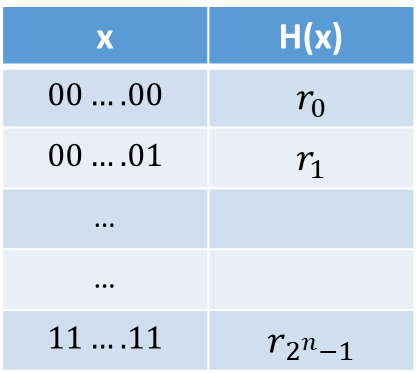 x H(x)
00 ... .00 r₀
00 ... .01 r₁
...
...
11 ... .11 r₂ⁿ₋₁